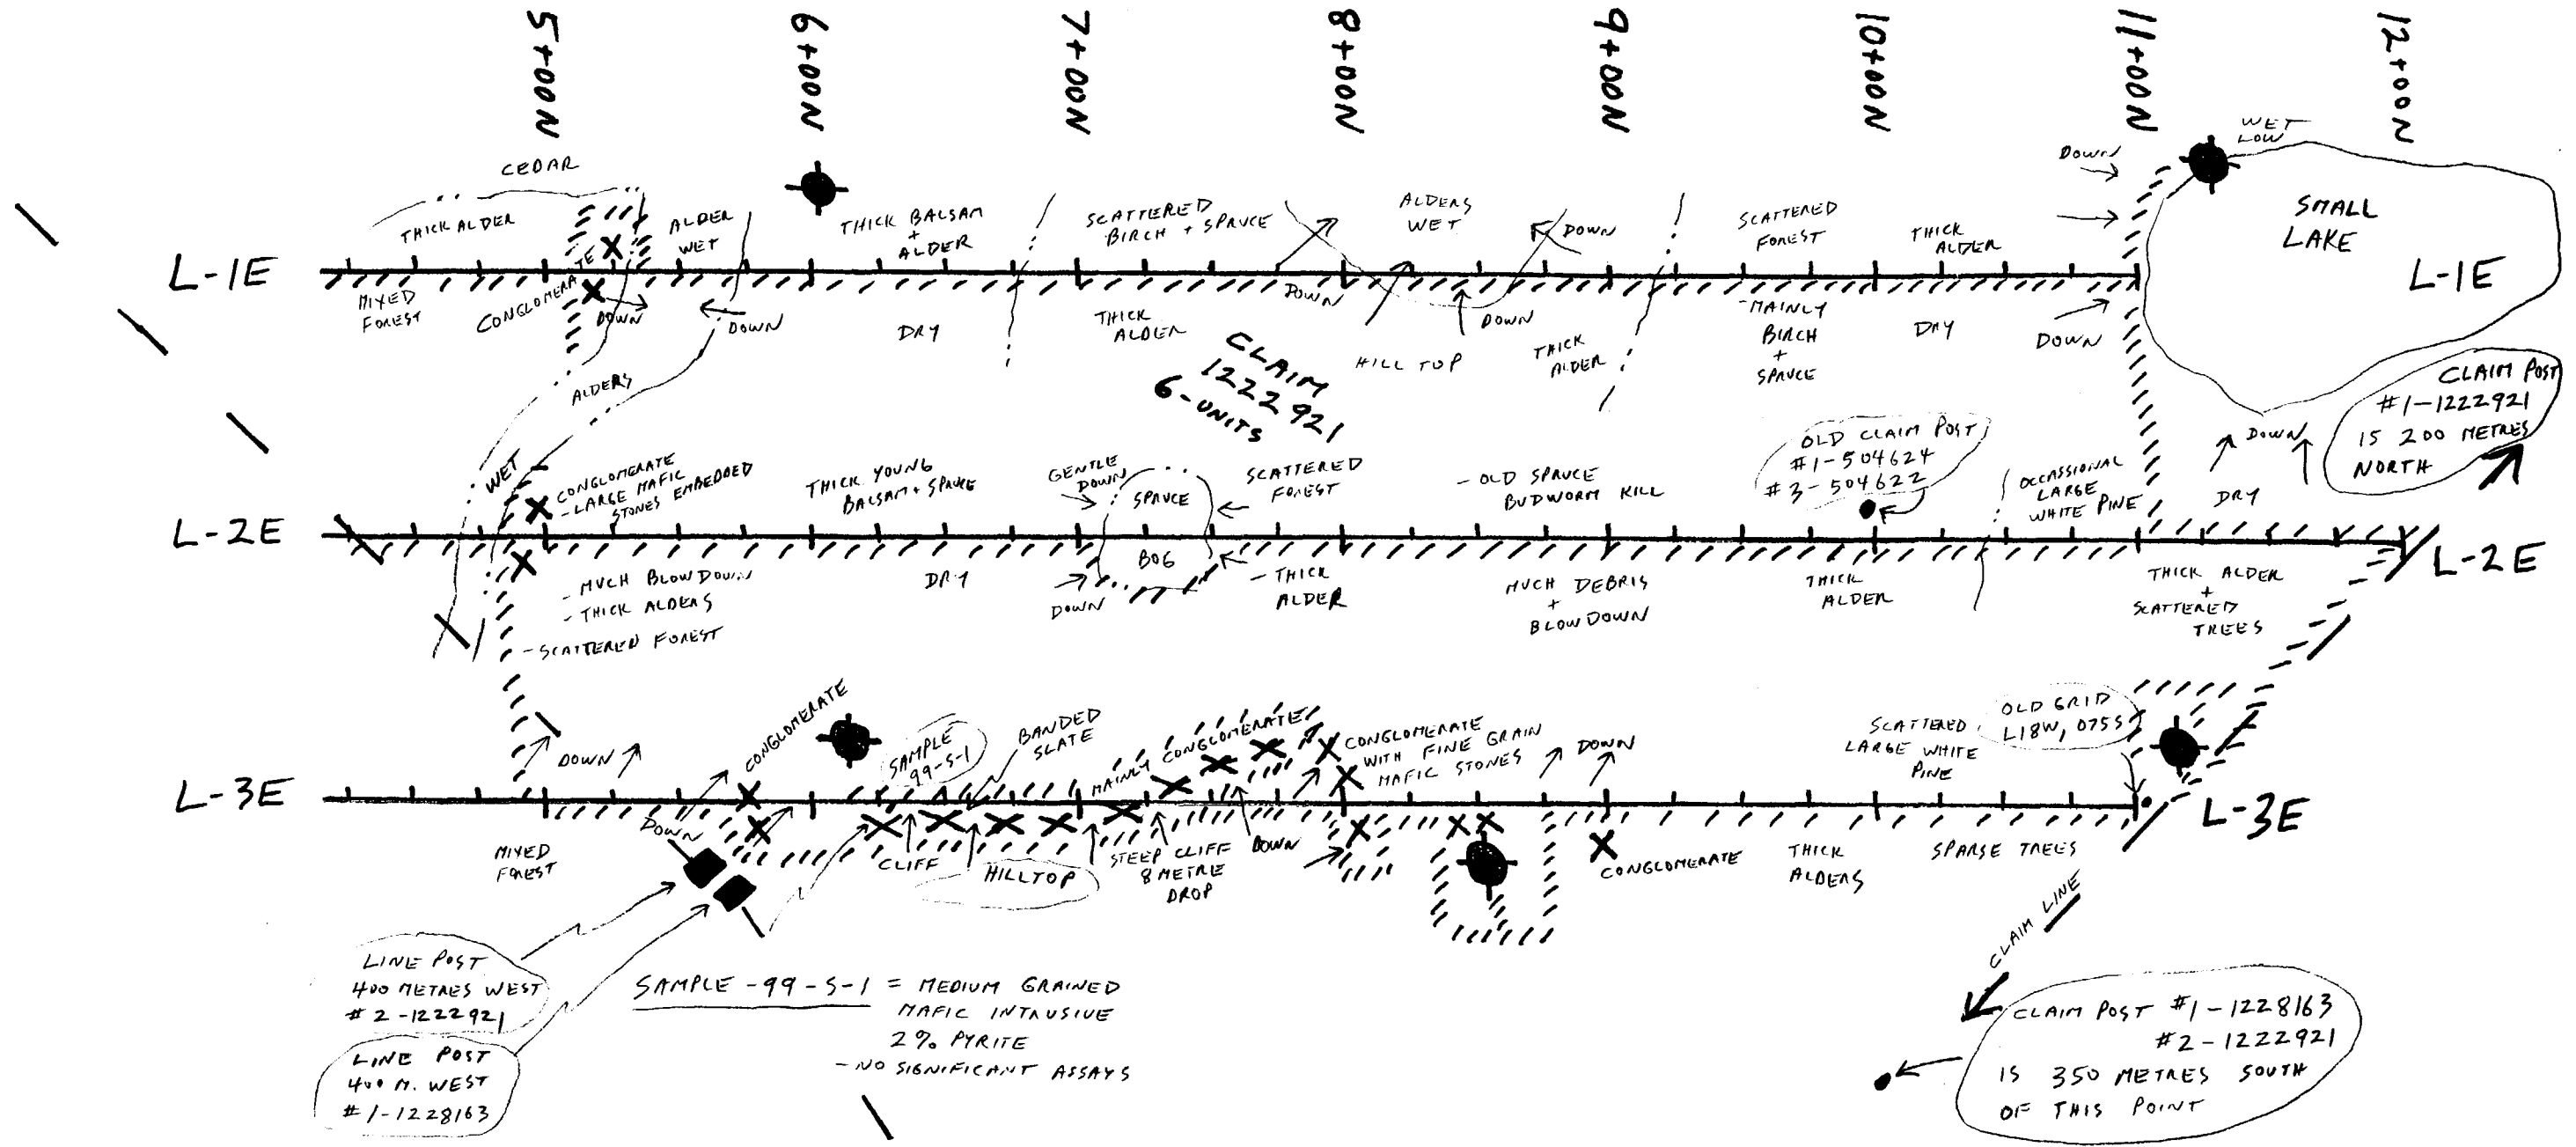 5+00N
6+00N
7+00N
8+00N
9+00N
10+00N
11+00N
12+00N
CEDAR
THICK ALDER
ALDER
WET
THICK BALSAM
+
ALDER
SCATTERED
BIRCH + SPRUCE
ALDERS
WET
DOWN
SCATTERED
FOREST
THICK
ALDER
DOWN
WET
LOW
SMALL
LAKE
L-1E
L-1E
MIXED
FOREST
CONGLOMERATE
DOWN
DOWN
DRY
THICK
ALDER
DOWN
HILL TOP
DOWN
THICK
ALDER
-MAINLY
BIRCH
+
SPRUCE
DRY
DOWN
CLAIM
1222921
6-UNITS
ALDERS
CLAIM POST
#1-1222921
IS 200 METRES
NORTH
WET
CONGLOMERATE
-LARGE MAFIC
STONES EMBEDDED
THICK YOUNG
BALSAM + SPRUCE
GENTLE
DOWN
SPRUCE
SCATTERED
FOREST
- OLD SPRUCE
BUDWORM KILL
OLD CLAIM POST
#1-504624
#3-504622
OCCASSIONAL
LARGE
WHITE PINE
DOWN
DRY
L-2E
L-2E
- MUCH BLOWDOWN
- THICK ALDERS
- SCATTERED FOREST
DRY
DOWN
BOG
- THICK
ALDER
MUCH DEBRIS
+
BLOWDOWN
THICK
ALDER
THICK ALDER
+
SCATTERED
TREES
DOWN
CONGLOMERATE
SAMPLE
99-S-1
BANDED
SLATE
MAINLY CONGLOMERATE
CONGLOMERATE
WITH FINE GRAIN
MAFIC STONES
DOWN
SCATTERED
LARGE WHITE
PINE
OLD GRID
L18W, 075S
L-3E
L-3E
MIXED
FOREST
DOWN
CLIFF
HILLTOP
STEEP CLIFF
8 METRE
DROP
DOWN
CONGLOMERATE
THICK
ALDERS
SPARSE TREES
CLAIM LINE
LINE POST
400 METRES WEST
#2-1222921
LINE POST
400 M. WEST
#1-1228163
SAMPLE -99-S-1 = MEDIUM GRAINED
MAFIC INTRUSIVE
2% PYRITE
-NO SIGNIFICANT ASSAYS
CLAIM POST #1-1228163
#2-1222921
IS 350 METRES SOUTH
OF THIS POINT